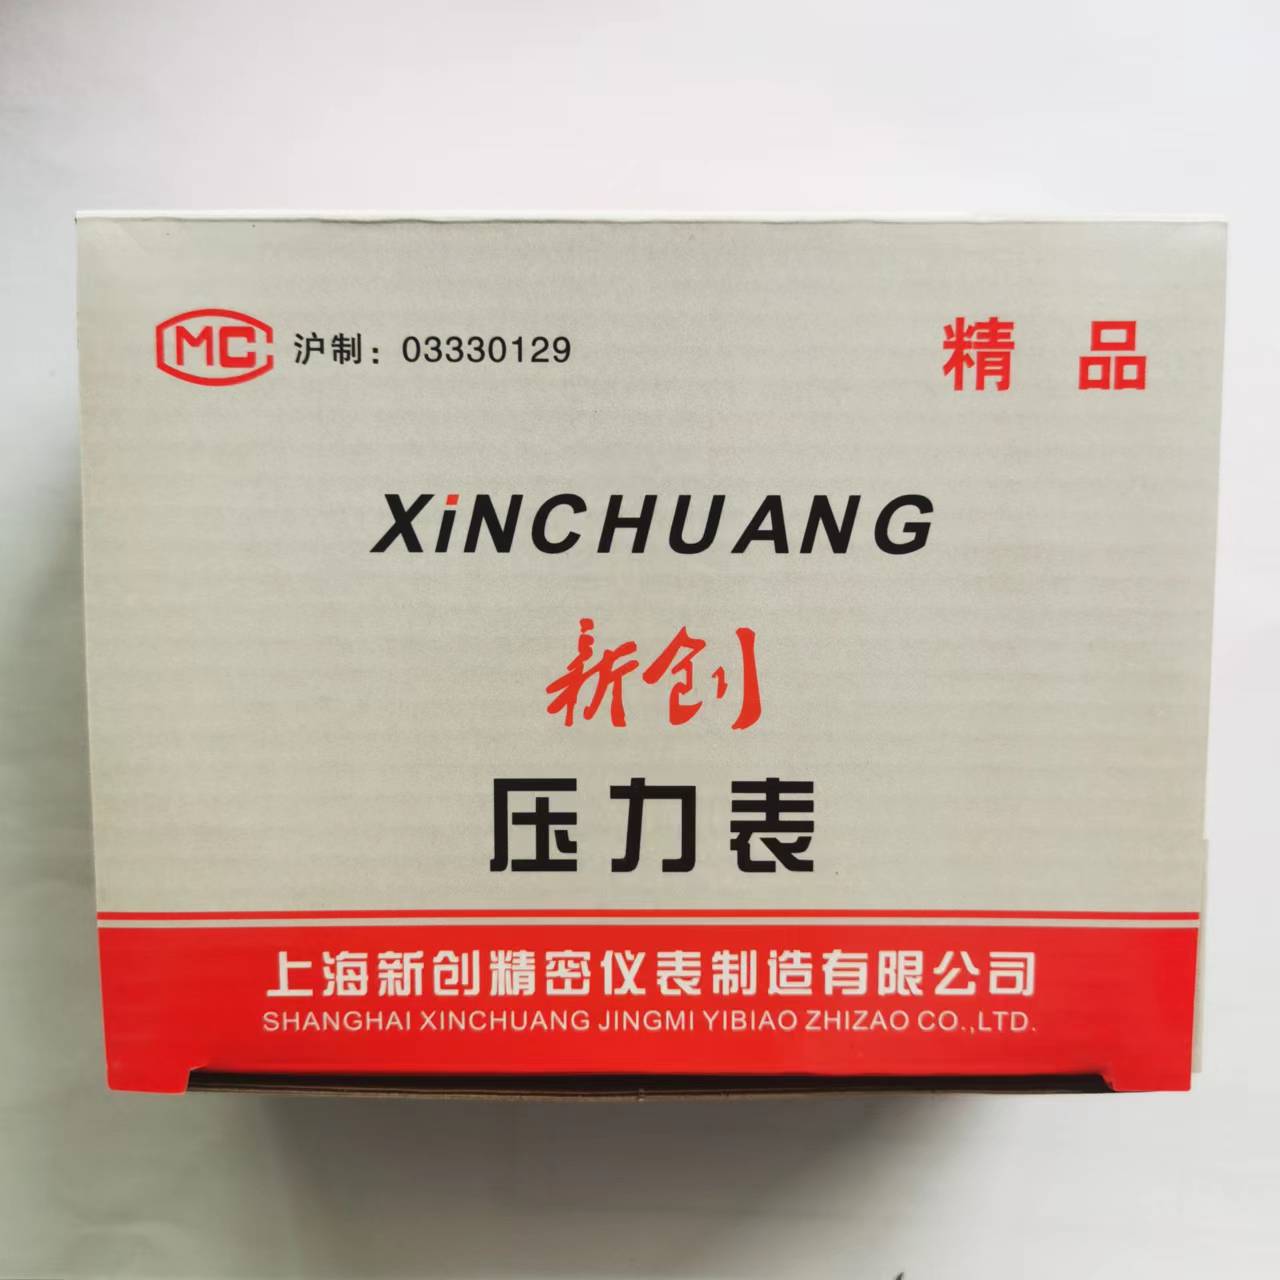 MC 沪制：03330129
精品
XiNCHUANG
新创
压力表
上海新创精密仪表制造有限公司
SHANGHAI XINCHUANG JINGMI YIBIAO ZHIZAO CO.,LTD.